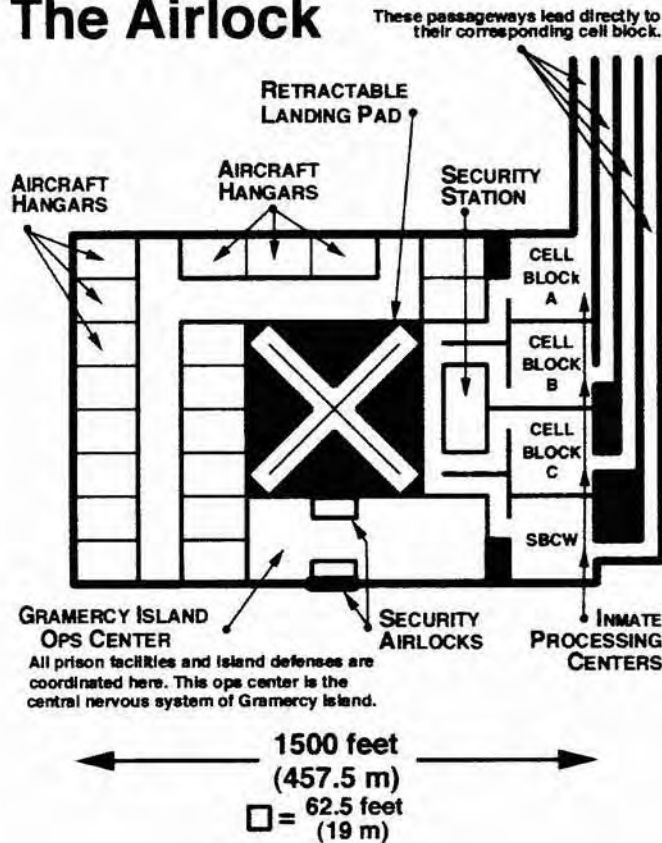 The Airlock
These passageways lead directly to
their corresponding cell block.
RETRACTABLE
LANDING PAD
AIRCRAFT
HANGARS
AIRCRAFT
HANGARS
SECURITY
STATION
CELL
BLOCK
A
CELL
BLOCK
B
CELL
BLOCK
C
SBCW
GRAMERCY ISLAND
OPS CENTER
All prison facilities and island defenses are
coordinated here. This ops center is the
central nervous system of Gramercy Island.
SECURITY
AIRLOCKS
INMATE
PROCESSING
CENTERS
1500 feet
(457.5 m)
= 62.5 feet
(19 m)